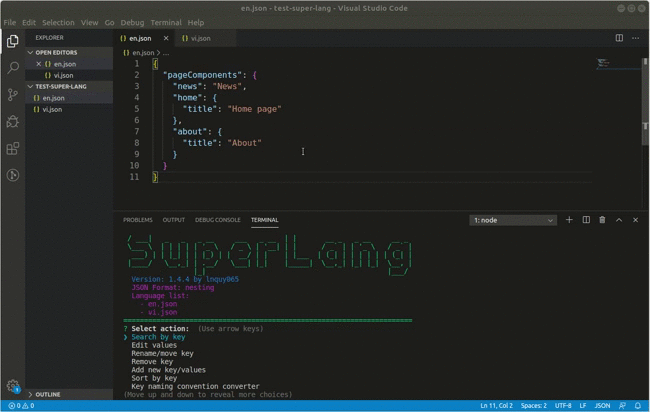 en.json - test-super-lang - Visual Studio Code
File Edit Selection View Go Debug Terminal Help
EXPLORER
OPEN EDITORS
{} en.json
{} vi.json
TEST-SUPER-LANG
{} en.json
{} vi.json
OUTLINE
{} en.json
{} vi.json
{} en.json > ...
1 {
2 "pageComponents": {
3 "news": "News",
4 "home": {
5 "title": "Home page"
6 },
7 "about": {
8 "title": "About"
9 }
10 }
11 }
PROBLEMS OUTPUT DEBUG CONSOLE TERMINAL 1: node
Super Lang
Version: 1.4.4 by lnquy065
JSON Format: nesting
Language list:
- en.json
- vi.json
? Select action: (Use arrow keys)
❯ Search by key
Edit values
Rename/move key
Remove key
Add new key/values
Sort by key
Key naming convention converter
(Move up and down to reveal more choices)
1
0 0 Ln 11, Col 2 Spaces: 2 UTF-8 LF JSON